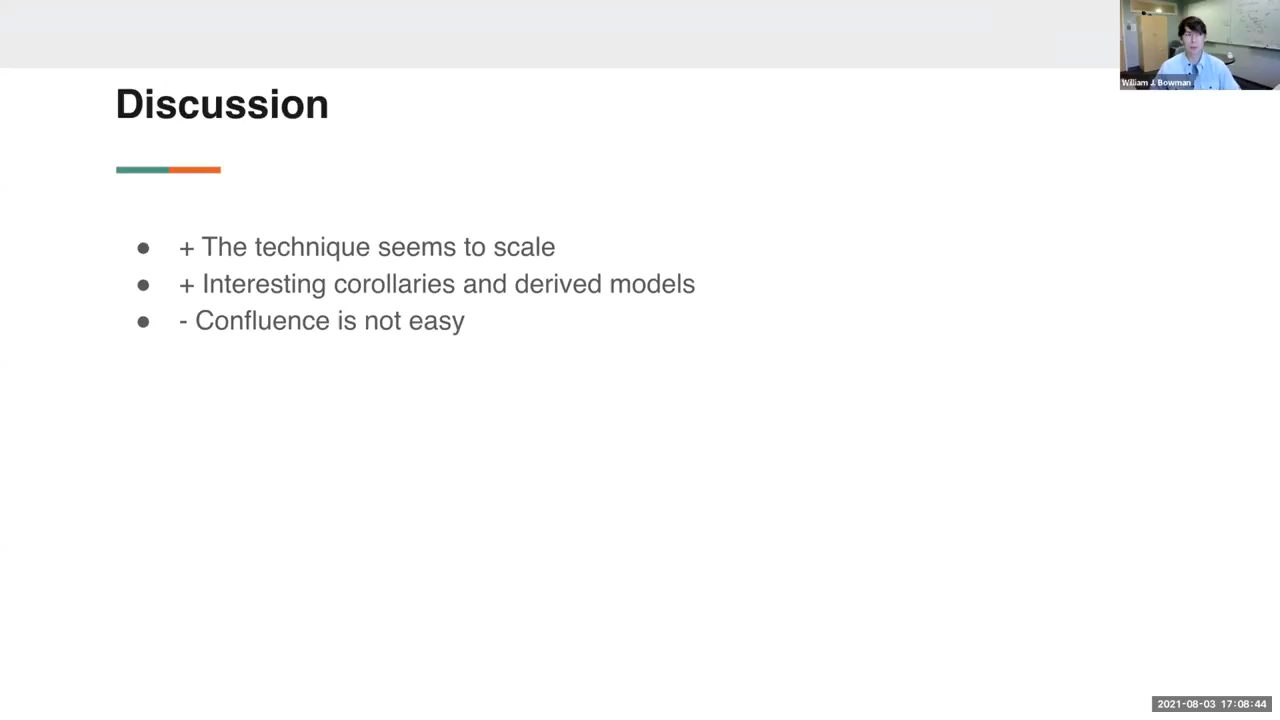 William J. Bowman
Discussion
● + The technique seems to scale
● + Interesting corollaries and derived models
● - Confluence is not easy
2021-08-03 17:08:44